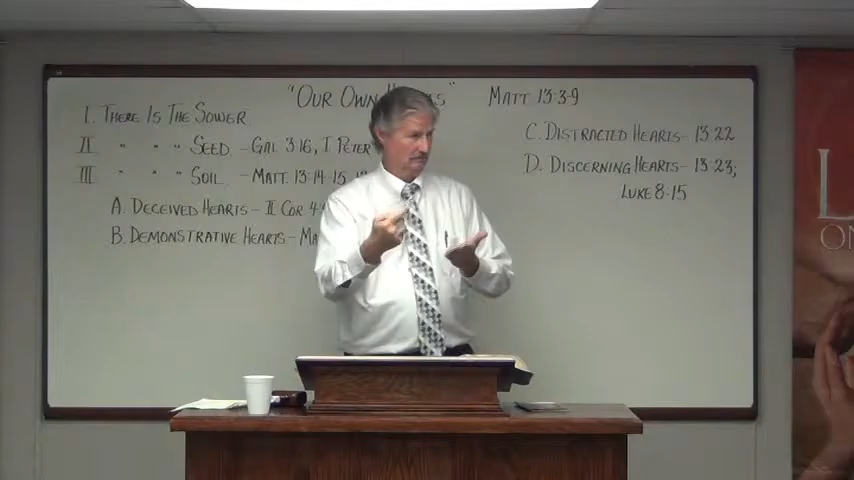 "OUR OWN
MATT 13:3-9
I. THERE IS THE SOWER
II " " " SEED. - GAL 3:16, I PETER
III " " " SOIL - MATT. 13:14-15,
A. DECEIVED HEARTS - II COR 4:
B. DEMONSTRATIVE HEARTS -
C. DISTRACTED HEARTS - 13:22
D. DISCERNING HEARTS - 13:23;
LUKE 8:15
L
ON